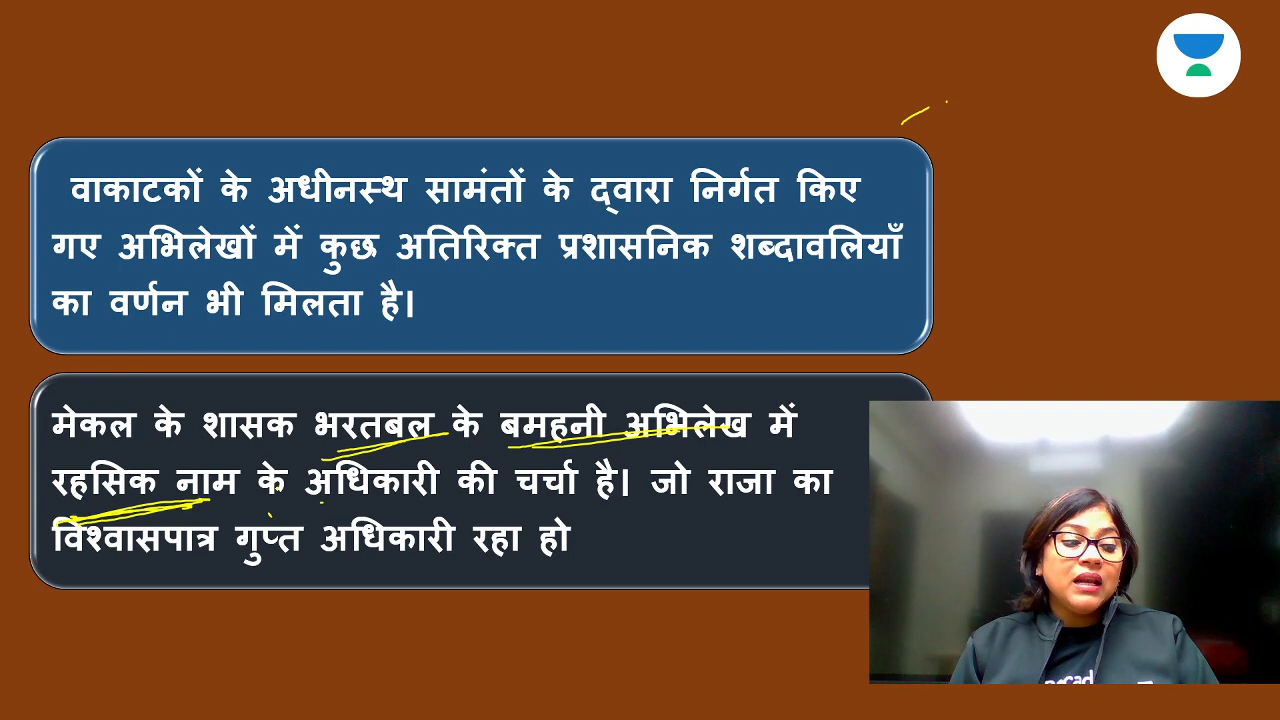 वाकाटकों के अधीनस्थ सामंतों के द्वारा निर्गत किए
गए अभिलेखों में कुछ अतिरिक्त प्रशासनिक शब्दावलियाँ
का वर्णन भी मिलता है।
मेकल के शासक भरतबल के बमहनी अभिलेख में
रहसिक नाम के अधिकारी की चर्चा है। जो राजा का
विश्वासपात्र गुप्त अधिकारी रहा हो